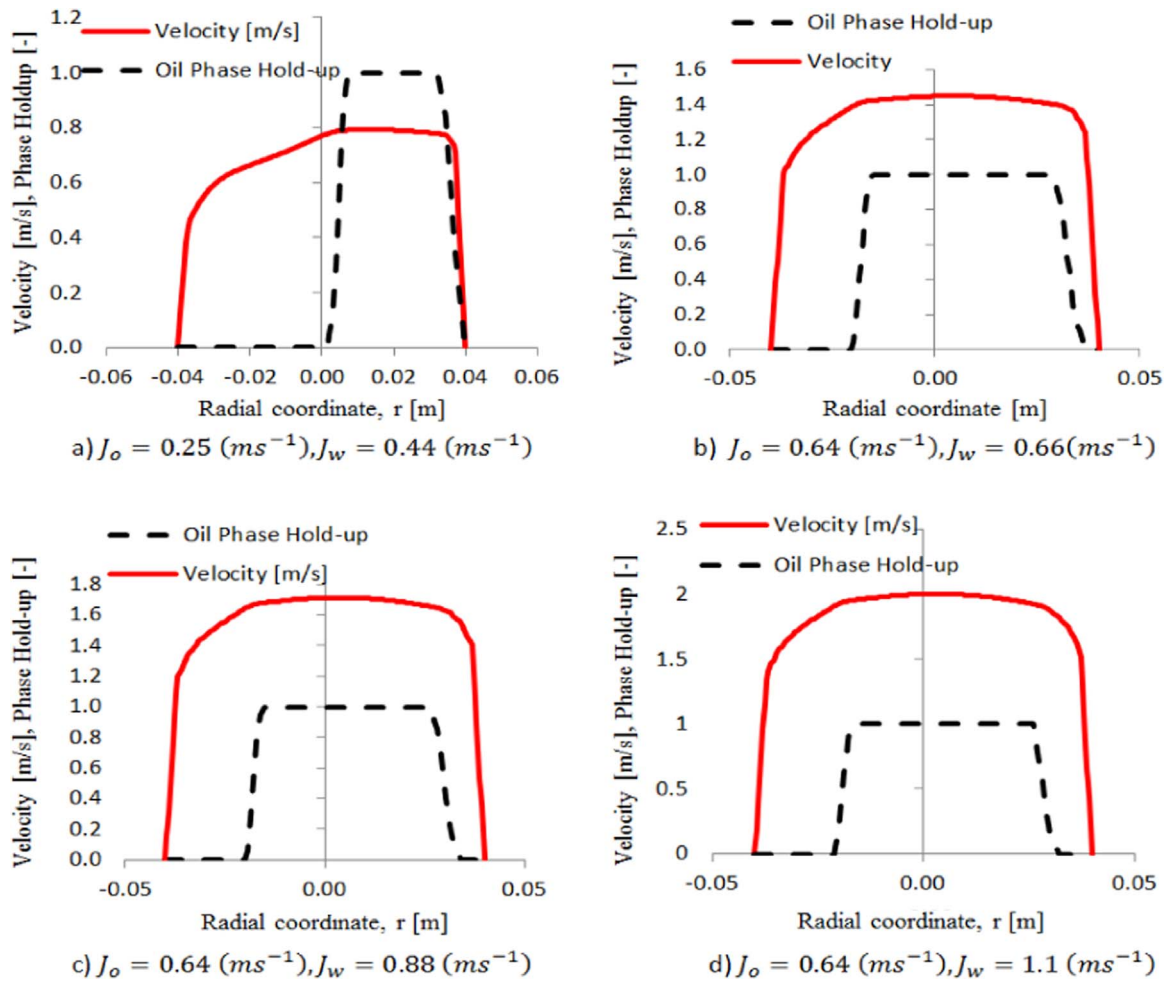 Velocity [m/s], Phase Holdup [-]
1.2
1.0
0.8
0.6
0.4
0.2
0.0
Velocity [m/s]
Oil Phase Hold-up
-0.06 -0.04 -0.02 0.00 0.02 0.04 0.06
Radial coordinate, r [m]
a) J_o = 0.25 (ms^{-1}), J_w = 0.44 (ms^{-1})
Velocity [m/s], Phase Holdup [-]
Oil Phase Hold-up
Velocity
1.6
1.4
1.2
1.0
0.8
0.6
0.4
0.2
0.0
-0.05 0.00 0.05
Radial coordinate [m]
b) J_o = 0.64 (ms^{-1}), J_w = 0.66(ms^{-1})
Velocity [m/s], Phase Hold-up [-]
Oil Phase Hold-up
Velocity [m/s]
1.8
1.6
1.4
1.2
1.0
0.8
0.6
0.4
0.2
0.0
-0.05 0.00 0.05
Radial coordinate, r [m]
c) J_o = 0.64 (ms^{-1}), J_w = 0.88 (ms^{-1})
Velocity [m/s], Phase Hold-up [-]
2.5
2
1.5
1
0.5
0
Velocity [m/s]
Oil Phase Hold-up
-0.05 0.00 0.05
Radial coordinate, r [m]
d) J_o = 0.64 (ms^{-1}), J_w = 1.1 (ms^{-1})